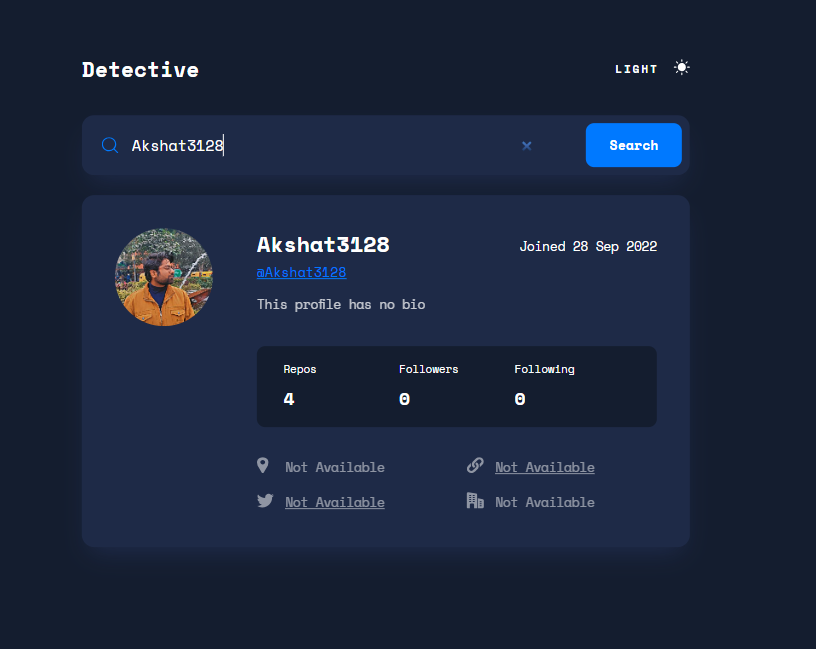 Detective
LIGHT
Akshat3128
Search
Akshat3128
Joined 28 Sep 2022
@Akshat3128
This profile has no bio
Repos Followers Following
4 0 0
Not Available Not Available
Not Available Not Available